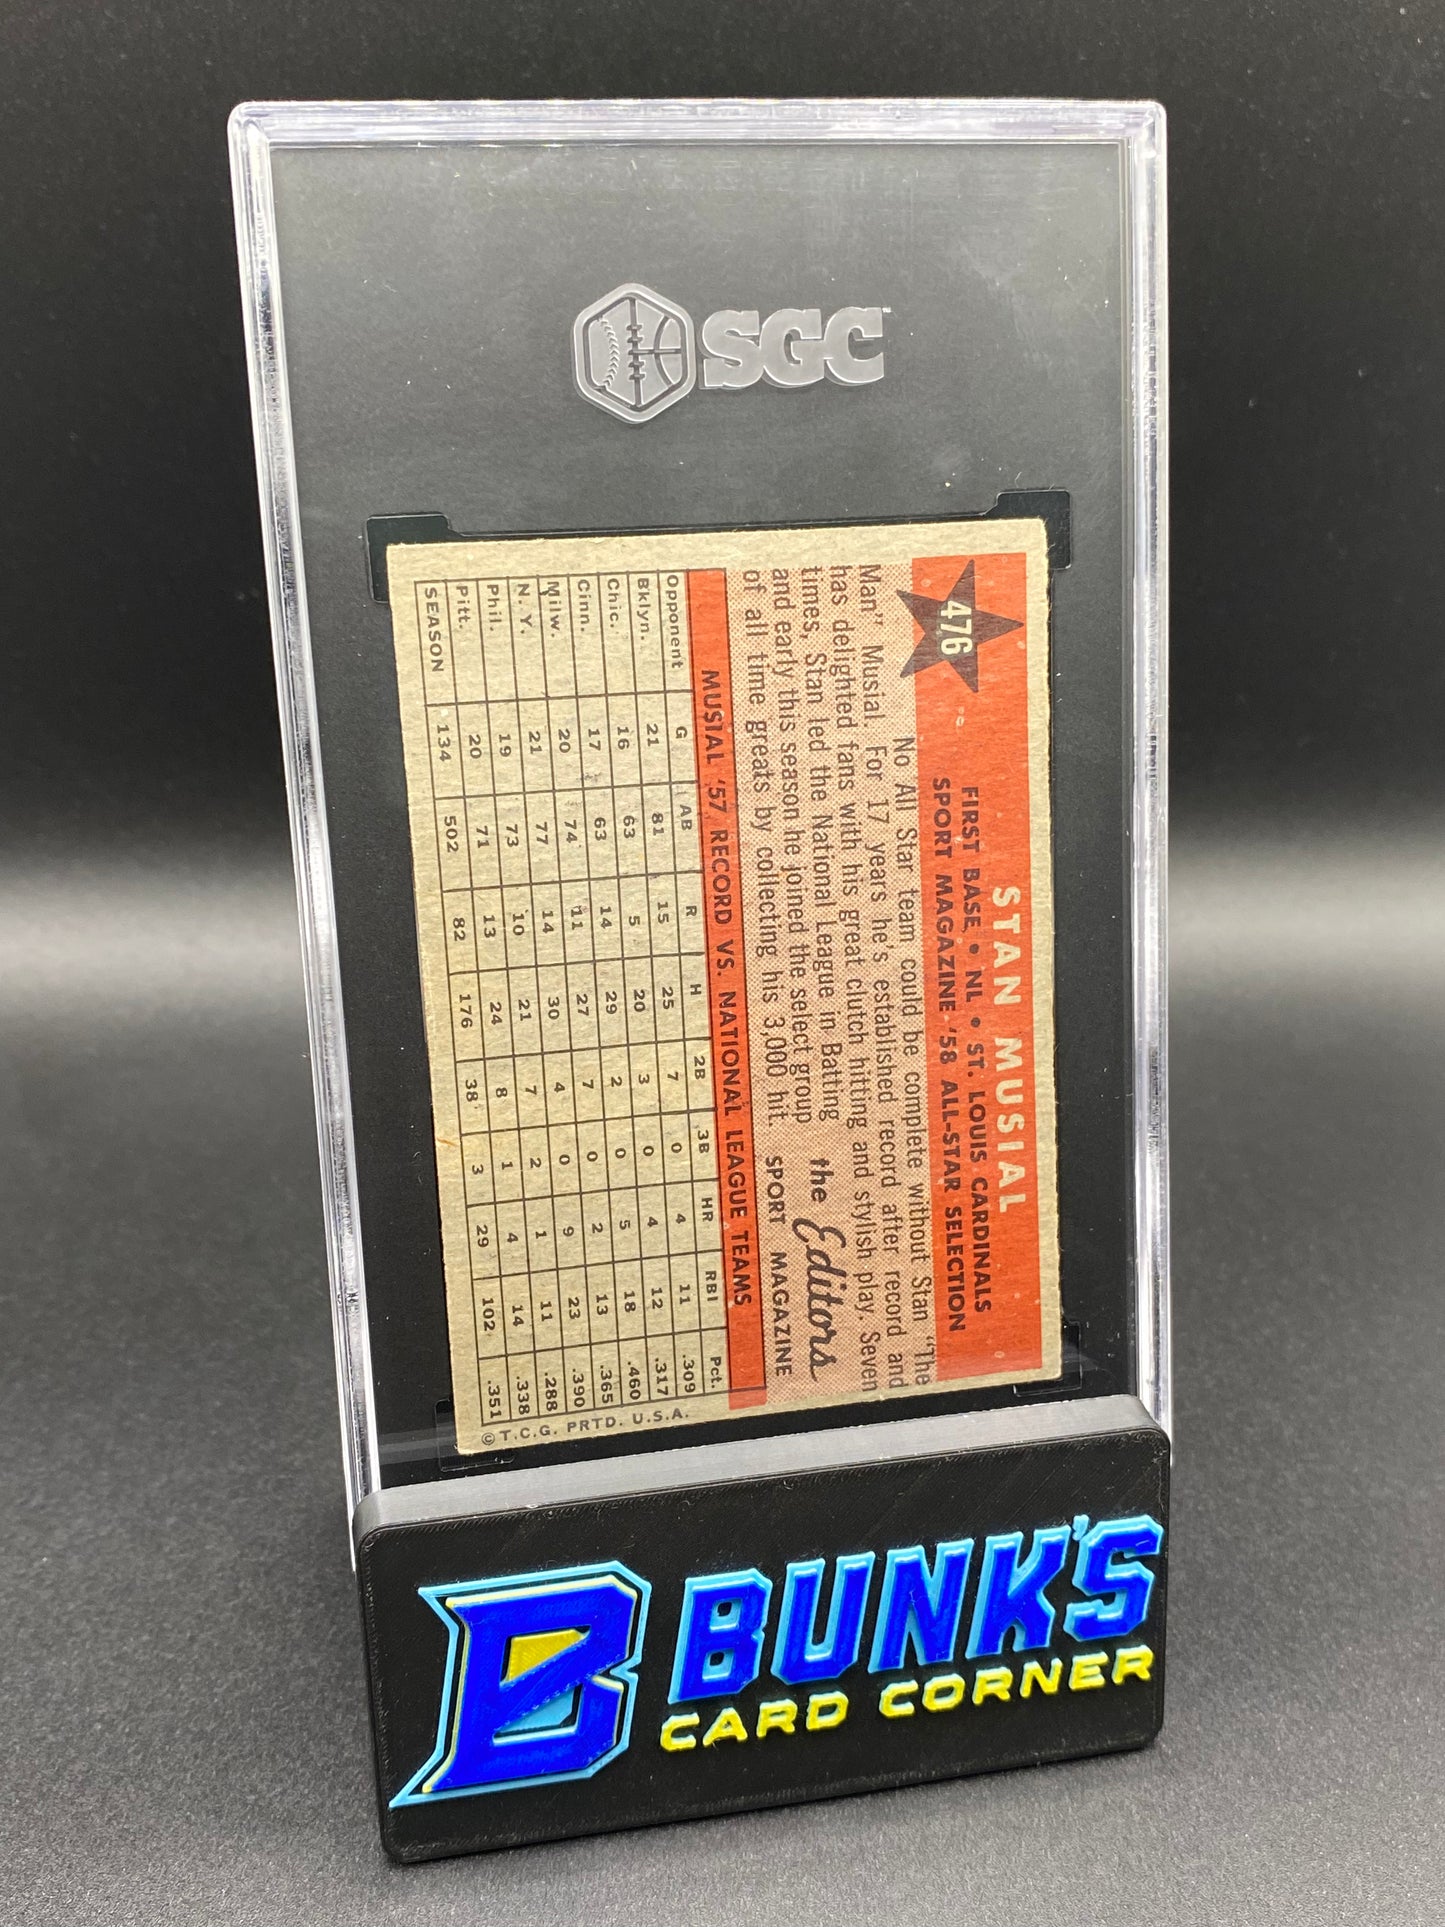 SGC™
476
STAN MUSIAL
FIRST BASE • NL • ST. LOUIS CARDINALS
SPORT MAGAZINE '58 ALL-STAR SELECTION
No All Star team could be complete without Stan "The
Man" Musial. For 17 years he's established record after record and
has delighted fans with his great clutch hitting and stylish play. Seven
times, Stan led the National League in Batting
and early this season he joined the select group
of all time greats by collecting his 3,000 hit
the Editors
SPORT MAGAZINE
MUSIAL '57 RECORD VS. NATIONAL LEAGUE TEAMS
Opponent G AB R H 2B 3B HR RBI Pct.
Bklyn. 21 81 15 25 7 0 4 11 .309
Chic. 16 63 5 20 3 0 4 12 .317
Cinn. 17 63 14 29 2 0 5 18 .460
Milw. 20 74 11 27 7 0 2 13 .365
N. Y. 21 77 14 30 4 0 9 23 .390
Phil. 19 73 10 21 7 2 1 11 .288
Pitt. 20 71 13 24 8 1 4 14 .338
SEASON 134 502 82 176 38 3 29 102 .351
© T.C.G. PRTD. U.S.A.
B BUNK'S
CARD CORNER